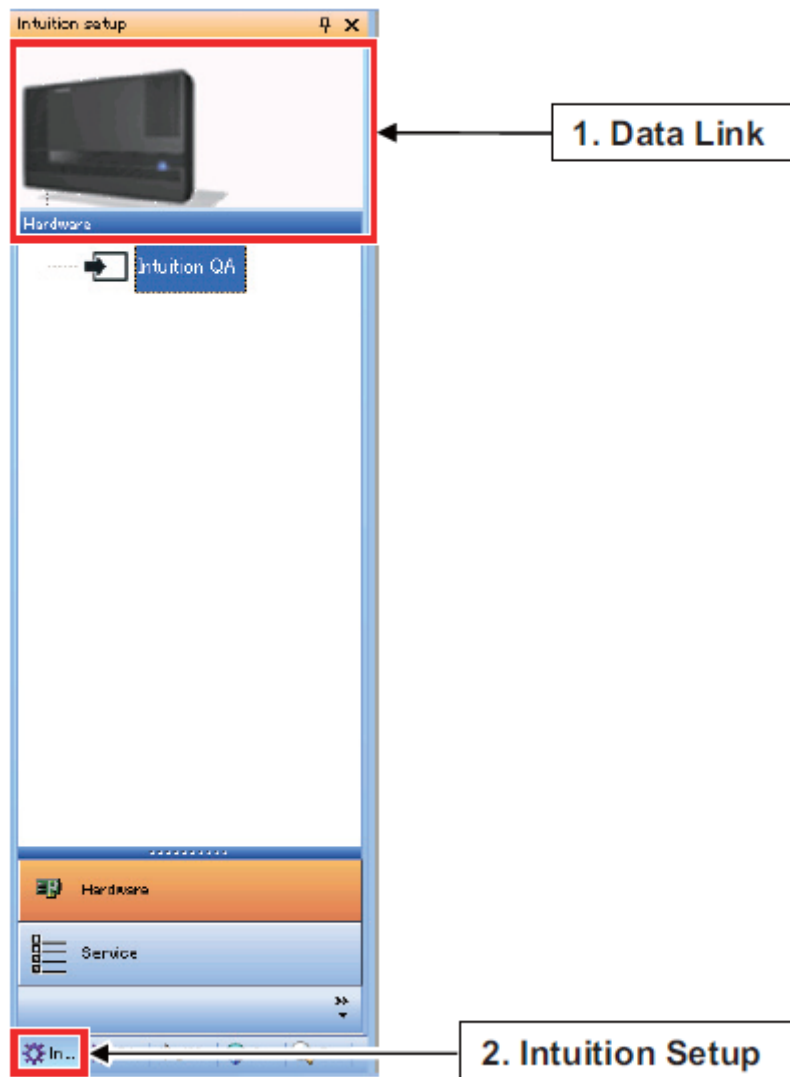 Intuition setup
1. Data Link
Hardware
Intuition QA
Hardware
Service
In...
2. Intuition Setup